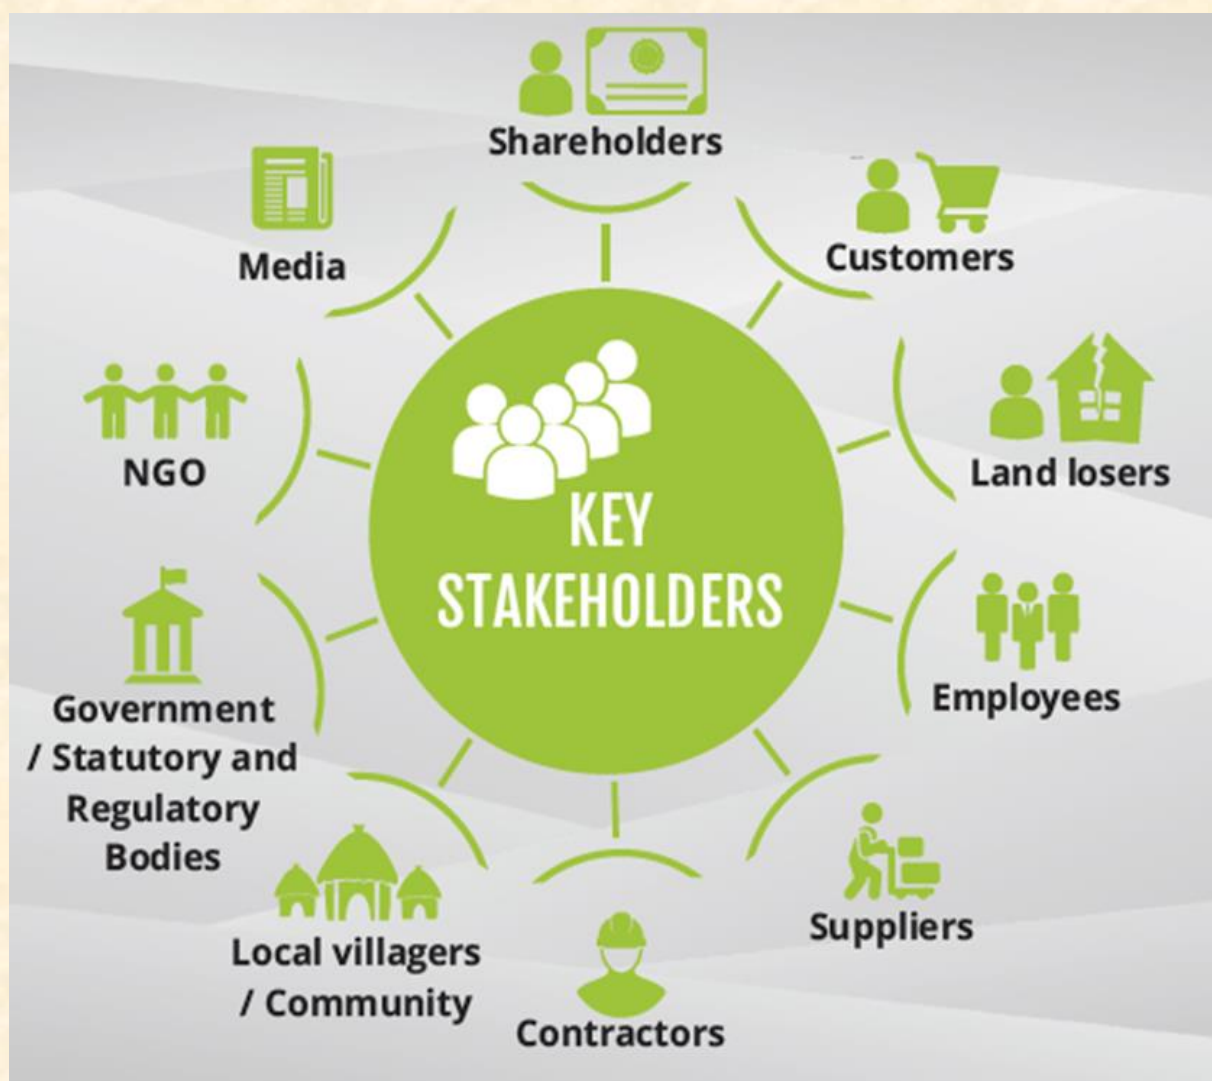 Shareholders
Customers
Land losers
Employees
Suppliers
Contractors
Local villagers
/ Community
Government
/ Statutory and
Regulatory
Bodies
NGO
Media
KEY
STAKEHOLDERS